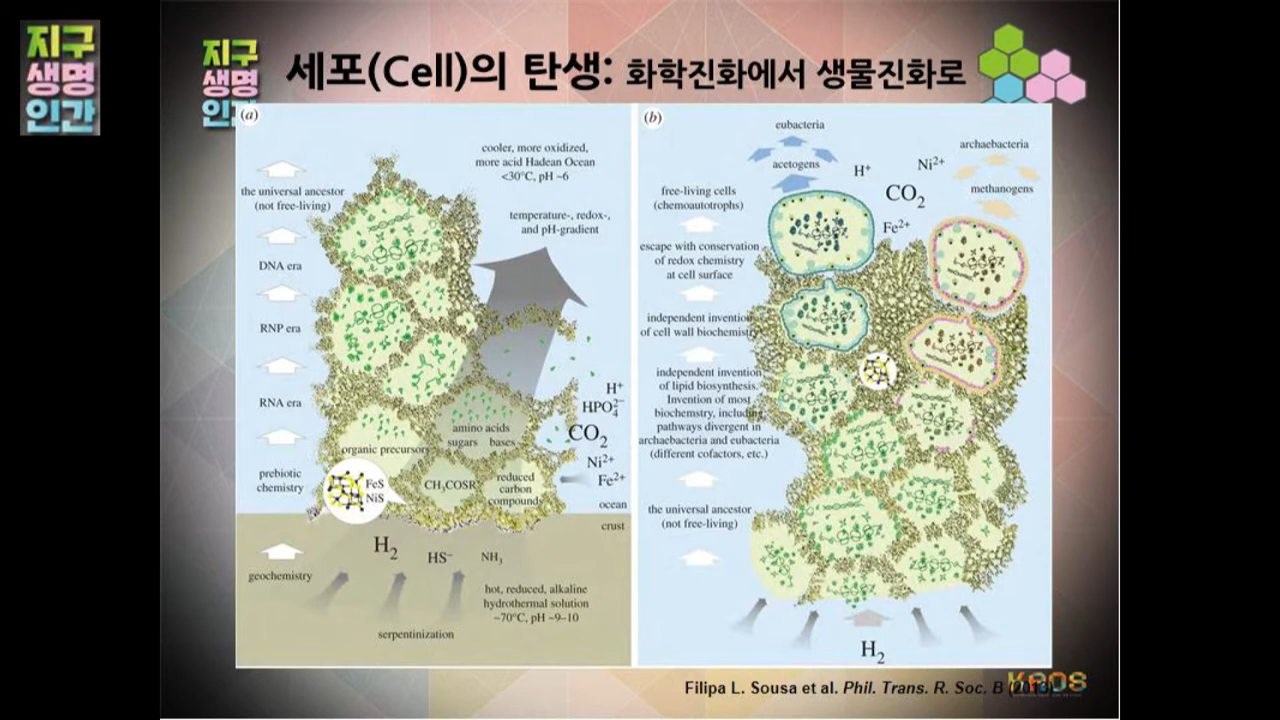 지구
생명
인간
지구
생명
인간
세포(Cell)의 탄생: 화학진화에서 생물진화로
(a)
cooler, more oxidized,
more acid Hadean Ocean
<30°C, pH ~6
the universal ancestor
(not free-living)
temperature-, redox-,
and pH-gradient
DNA era
RNP era
RNA era
prebiotic
chemistry
geochemistry
organic precursors
amino acids
sugars bases
FeS
NiS
CH₃COSR
reduced
carbon
compounds
H⁺
HPO₄²⁻
CO₂
Ni²⁺
Fe²⁺
ocean
crust
H₂
HS⁻
NH₃
hot, reduced, alkaline
hydrothermal solution
~70°C, pH ~9–10
serpentinization
(b)
eubacteria
acetogens
H⁺
Ni²⁺
CO₂
Fe²⁺
archaebacteria
methanogens
free-living cells
(chemoautotrophs)
escape with conservation
of redox chemistry
at cell surface
independent invention
of cell wall biochemistry
independent invention
of lipid biosynthesis.
Invention of most
biochemstry, including
pathways divergent in
archaebacteria and eubacteria
(different cofactors, etc.)
the universal ancestor
(not free-living)
H₂
Filipa L. Sousa et al. Phil. Trans. R. Soc. B